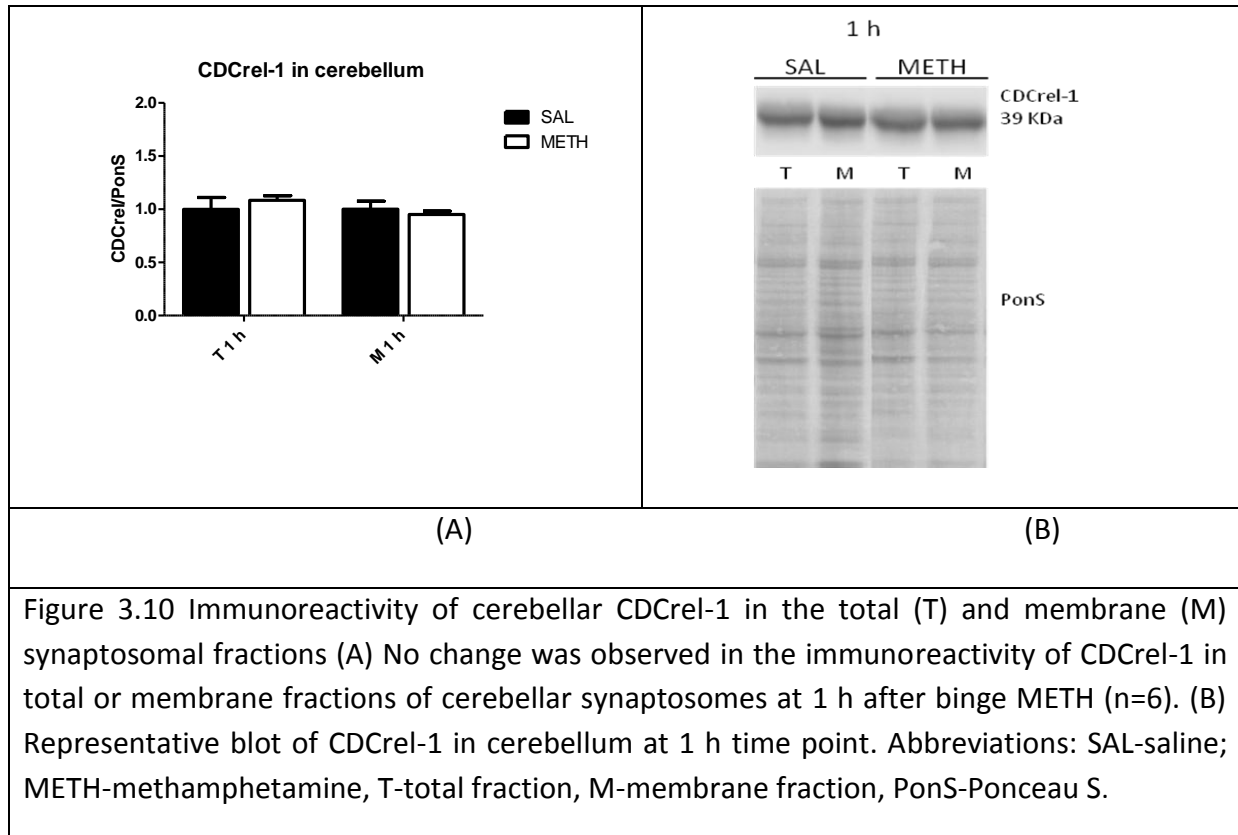 CDCrel-1 in cerebellum
2.0
1.5
1.0
0.5
0.0
CDCrel/PonS
T 1 h
M 1 h
SAL
METH
1 h
SAL METH
CDCrel-1
39 KDa
T M T M
PonS
(A) (B)
Figure 3.10 Immunoreactivity of cerebellar CDCrel-1 in the total (T) and membrane (M)
synaptosomal fractions (A) No change was observed in the immunoreactivity of CDCrel-1 in
total or membrane fractions of cerebellar synaptosomes at 1 h after binge METH (n=6). (B)
Representative blot of CDCrel-1 in cerebellum at 1 h time point. Abbreviations: SAL-saline;
METH-methamphetamine, T-total fraction, M-membrane fraction, PonS-Ponceau S.